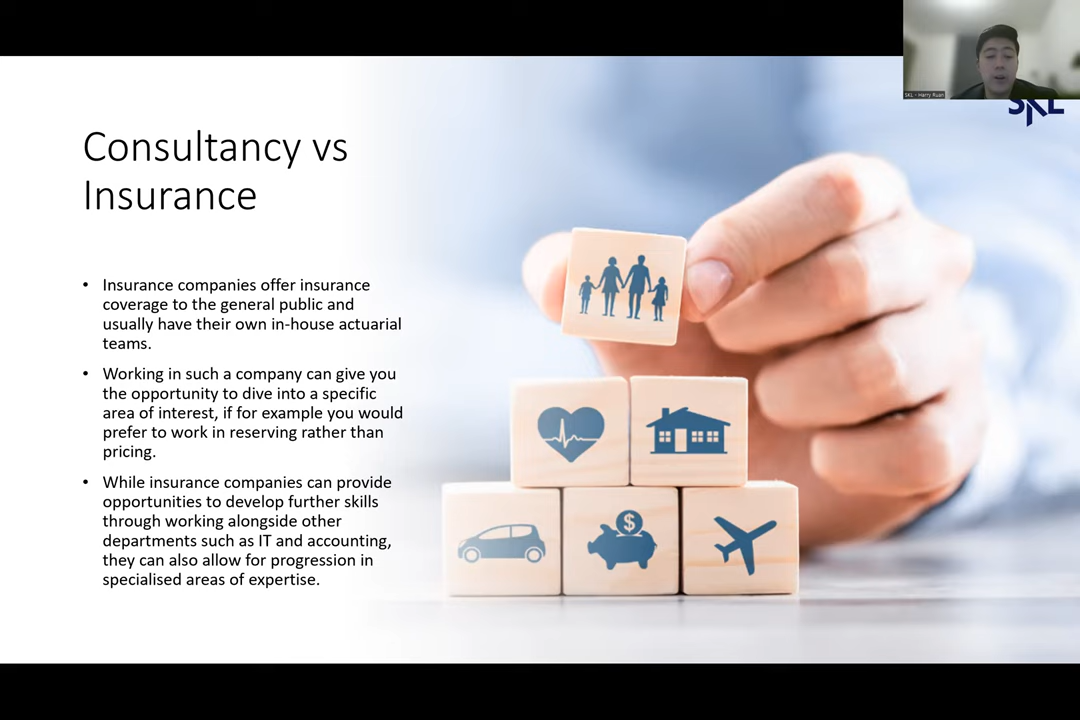 SKL - Harry Ruan
SKL
Consultancy vs
Insurance
• Insurance companies offer insurance
coverage to the general public and
usually have their own in-house actuarial
teams.
• Working in such a company can give you
the opportunity to dive into a specific
area of interest, if for example you would
prefer to work in reserving rather than
pricing.
• While insurance companies can provide
opportunities to develop further skills
through working alongside other
departments such as IT and accounting,
they can also allow for progression in
specialised areas of expertise.
$